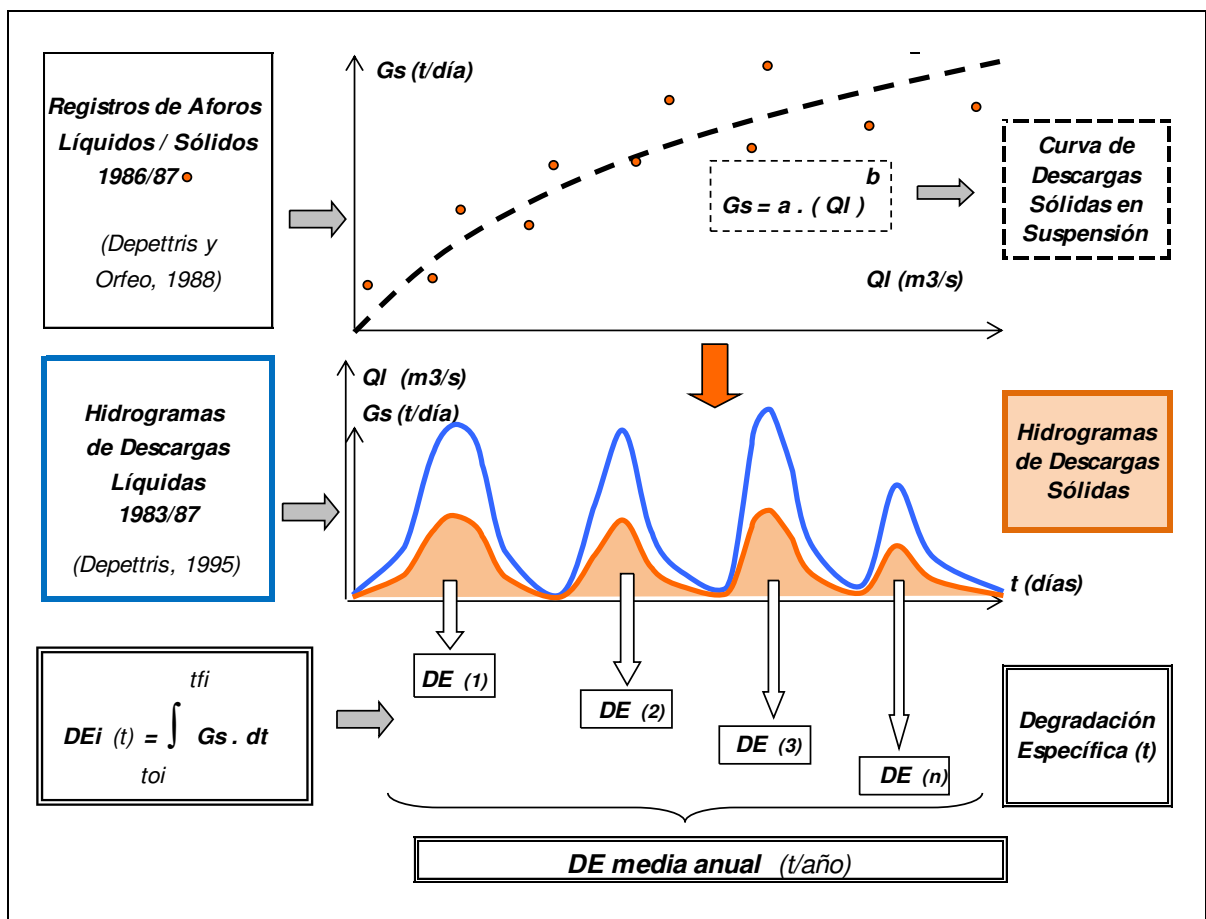 Registros de Aforos
Líquidos / Sólidos
1986/87
(Depettris y
Orfeo, 1988)
Gs (t/día)
b
Gs = a . ( Ql )
Ql (m3/s)
Curva de
Descargas
Sólidas en
Suspensión
Hidrogramas
de Descargas
Líquidas
1983/87
(Depettris, 1995)
Ql (m3/s)
Gs (t/día)
t (días)
Hidrogramas
de Descargas
Sólidas
tfi
DEi (t) = ∫ Gs . dt
toi
DE (1)
DE (2)
DE (3)
DE (n)
Degradación
Específica (t)
DE media anual (t/año)